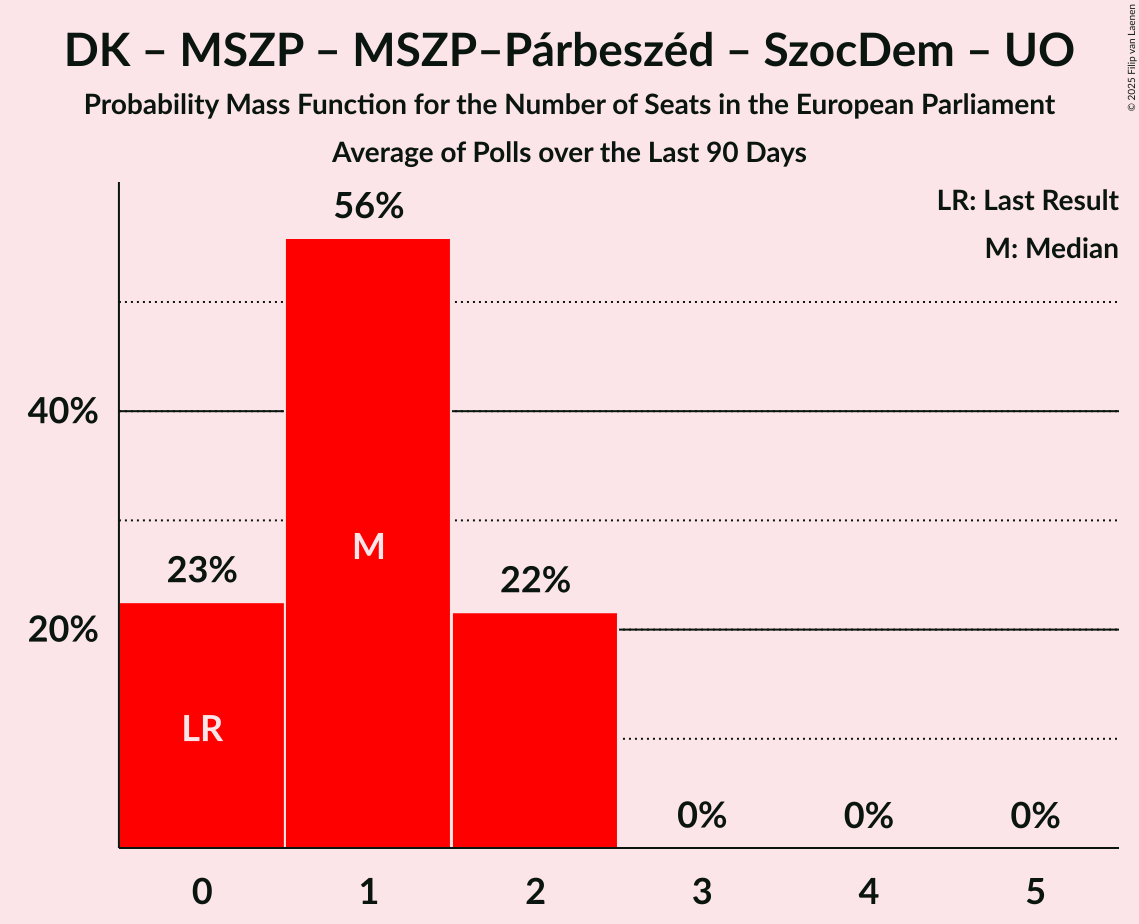 DK – MSZP – MSZP–Párbeszéd – SzocDem – UO
Probability Mass Function for the Number of Seats in the European Parliament
Average of Polls over the Last 90 Days
© 2025 Filip van Laenen
LR: Last Result
M: Median
56%
40%
M
23%
22%
20%
LR
0%
0%
0%
0
1
2
3
4
5